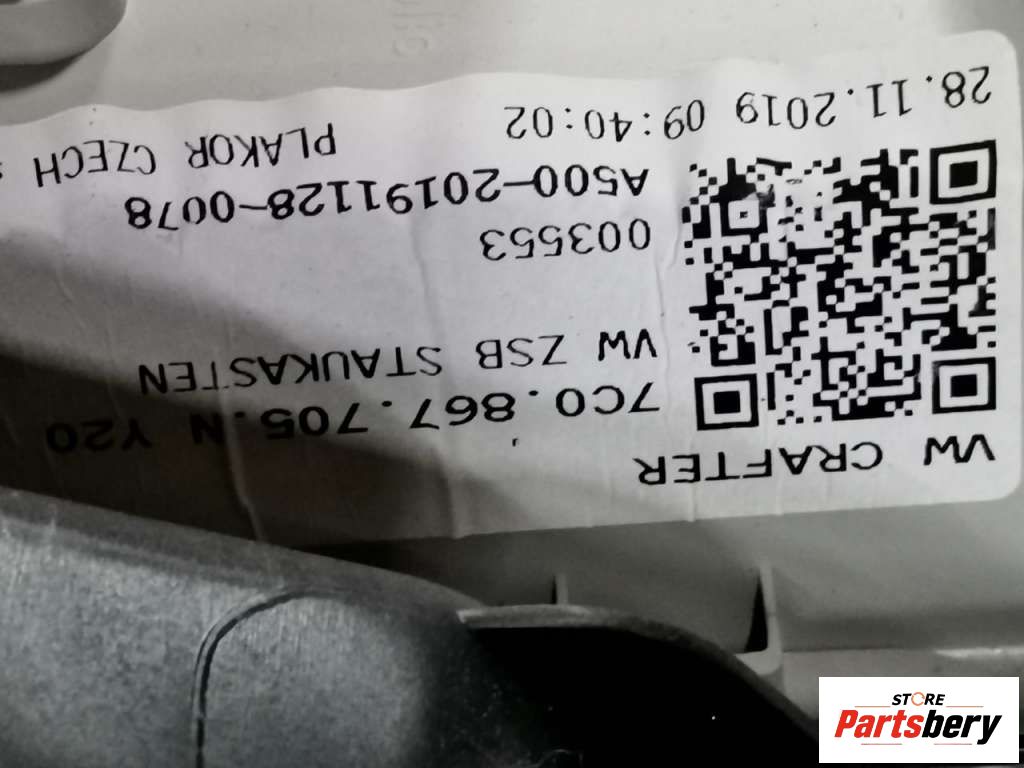 VW CRAFTER
7C0.867.705.N Y20
VW ZSB STAUKASTEN
003553
A500-20191128-0078
PLAKOR CZECH
28.11.2019 09:40:02
STORE
Partsbery